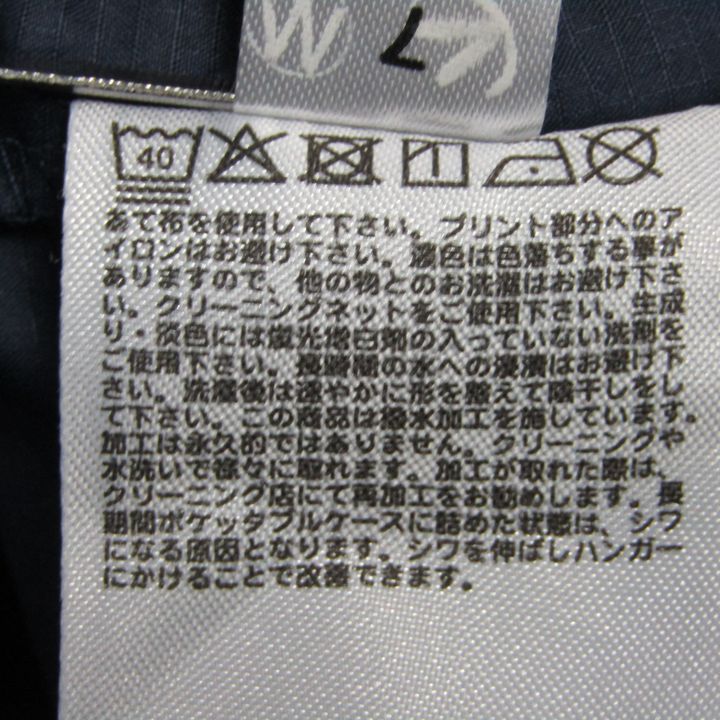 M 7
40
あて布を使用して下さい。プリント部分へのア
イロンはお避け下さい。濃色は色落ちする事が
ありますので、他の物とのお洗濯はお避け下さ
い。クリーニングネットをご使用下さい。生成
り・淡色には蛍光増白剤の入っていない洗剤を
ご使用下さい。長時間の水への浸漬はお避け下
さい。洗濯後は速やかに形を整えて陰干しをし
て下さい。この商品は撥水加工を施しています。
加工は永久的ではありません。クリーニングや
水洗いで徐々に取れます。加工が取れた際は、
クリーニング店にて再加工をお勧めします。長
期間ポケッタブルケースに詰めた状態は、シワ
になる原因となります。シワを伸ばしハンガー
にかけることで改善できます。